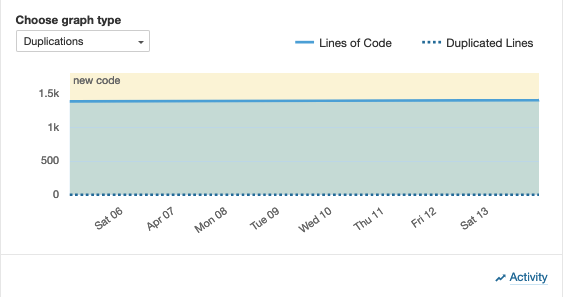 Choose graph type
Duplications
Lines of Code
Duplicated Lines
new code
1.5k
1k
500
0
Sat 06
Apr 07
Mon 08
Tue 09
Wed 10
Thu 11
Fri 12
Sat 13
Activity